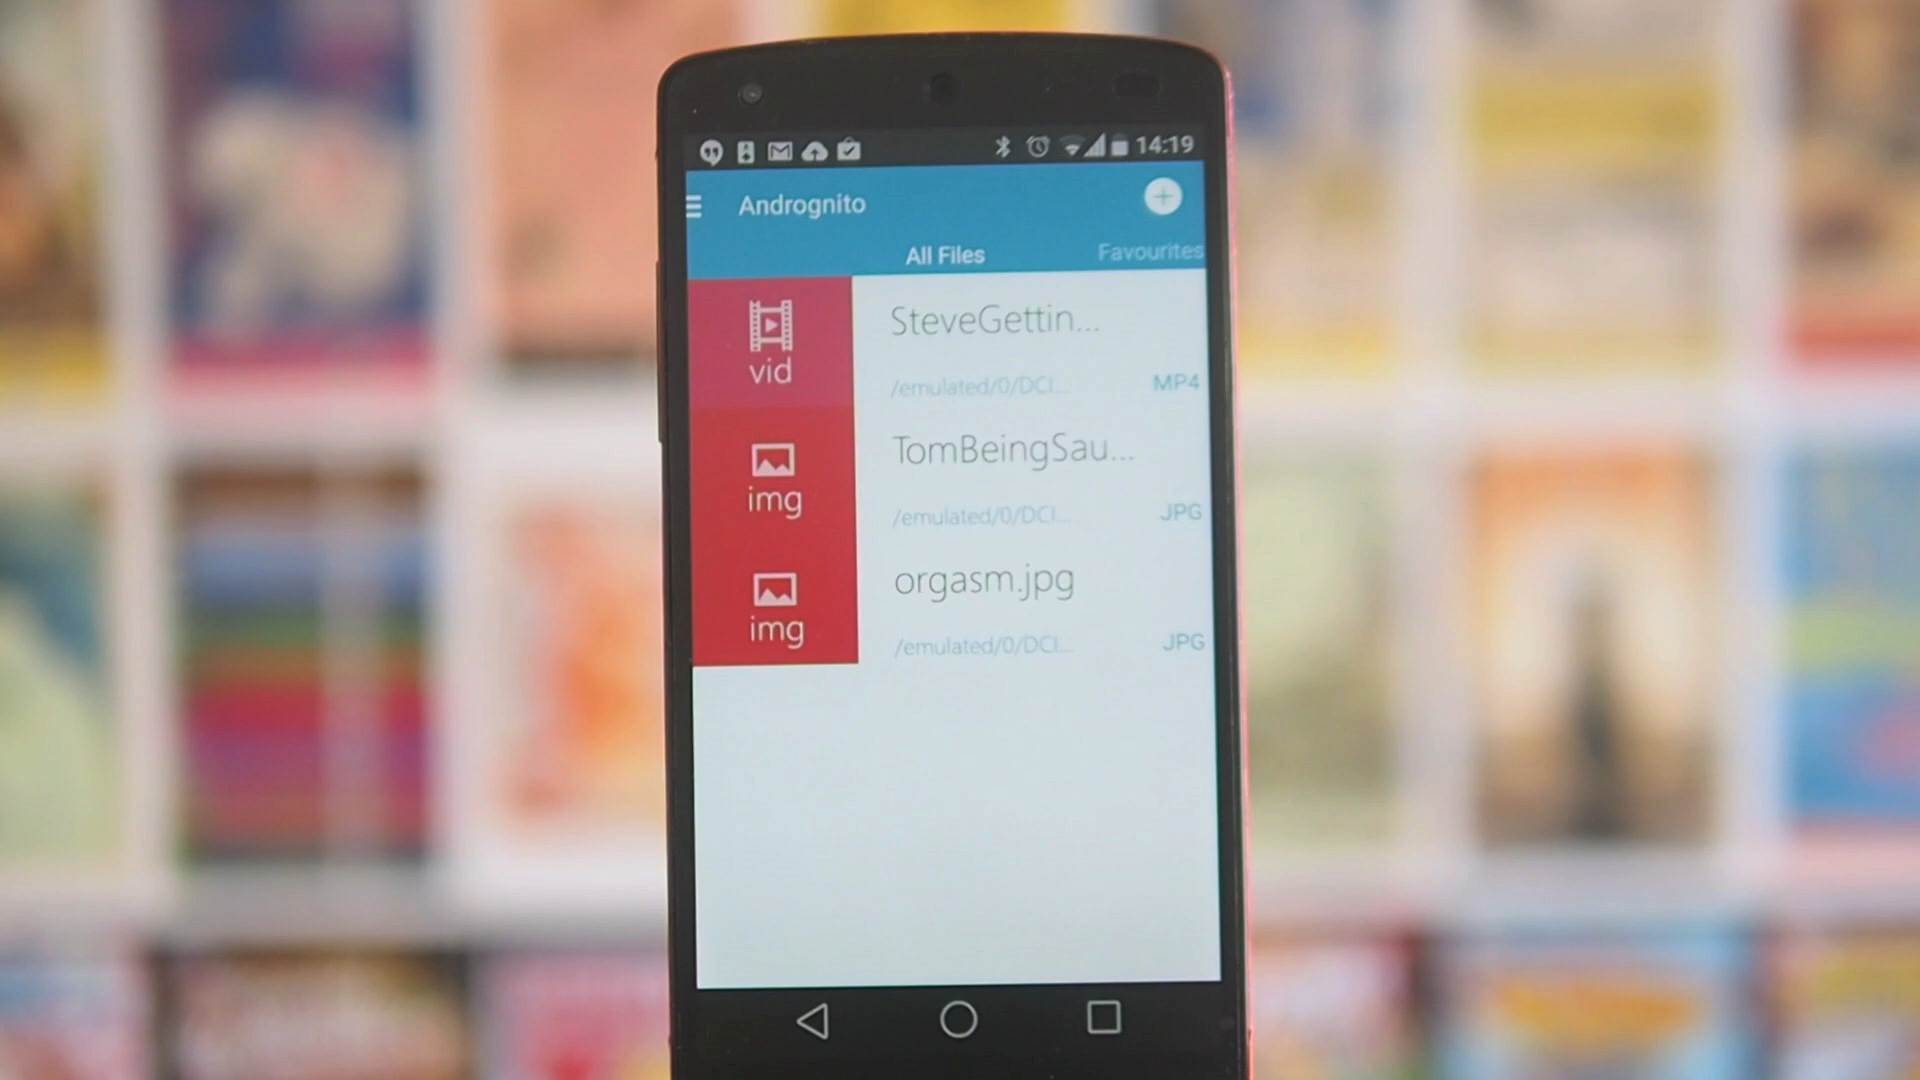 14:19
Andrognito
All Files Favourites
vid
SteveGettin...
/emulated/0/DCI... MP4
img
TomBeingSau...
/emulated/0/DCI... JPG
img
orgasm.jpg
/emulated/0/DCI... JPG